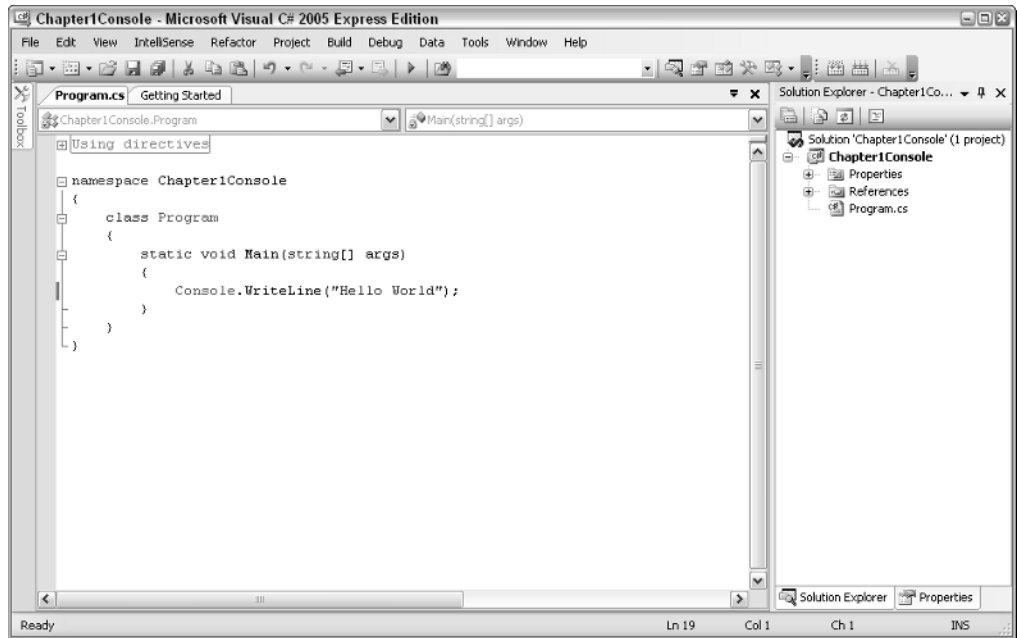 Chapter1Console - Microsoft Visual C# 2005 Express Edition
File Edit View IntelliSense Refactor Project Build Debug Data Tools Window Help
Program.cs Getting Started
Solution Explorer - Chapter1Co...
Toolbox
Chapter1Console.Program
Main(string[] args)
Using directives
namespace Chapter1Console
{
class Program
{
static void Main(string[] args)
{
Console.WriteLine("Hello World");
}
}
}
Solution 'Chapter1Console' (1 project)
Chapter1Console
Properties
References
Program.cs
Solution Explorer Properties
Ready Ln 19 Col 1 Ch 1 INS